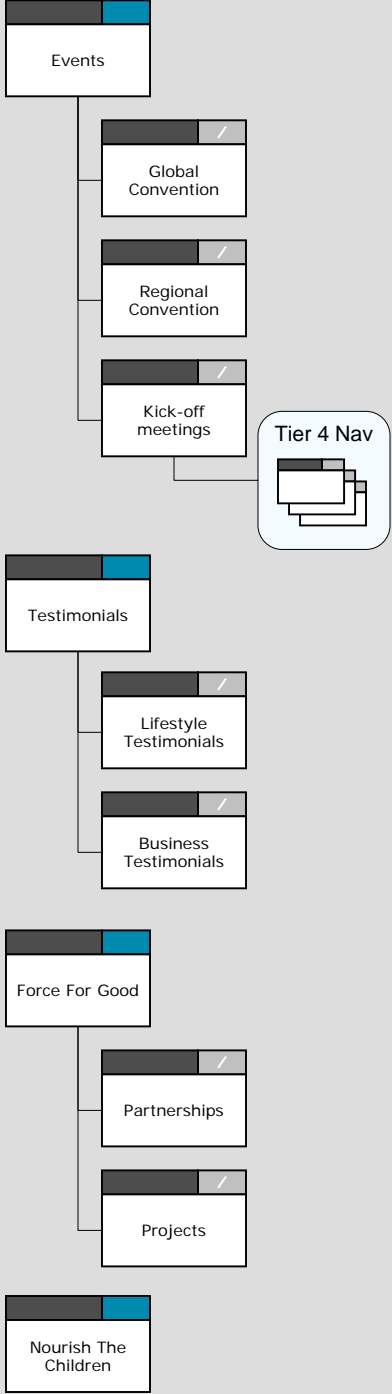 Events
Global
Convention
Regional
Convention
Kick-off
meetings
Tier 4 Nav
Testimonials
Lifestyle
Testimonials
Business
Testimonials
Force For Good
Partnerships
Projects
Nourish The
Children